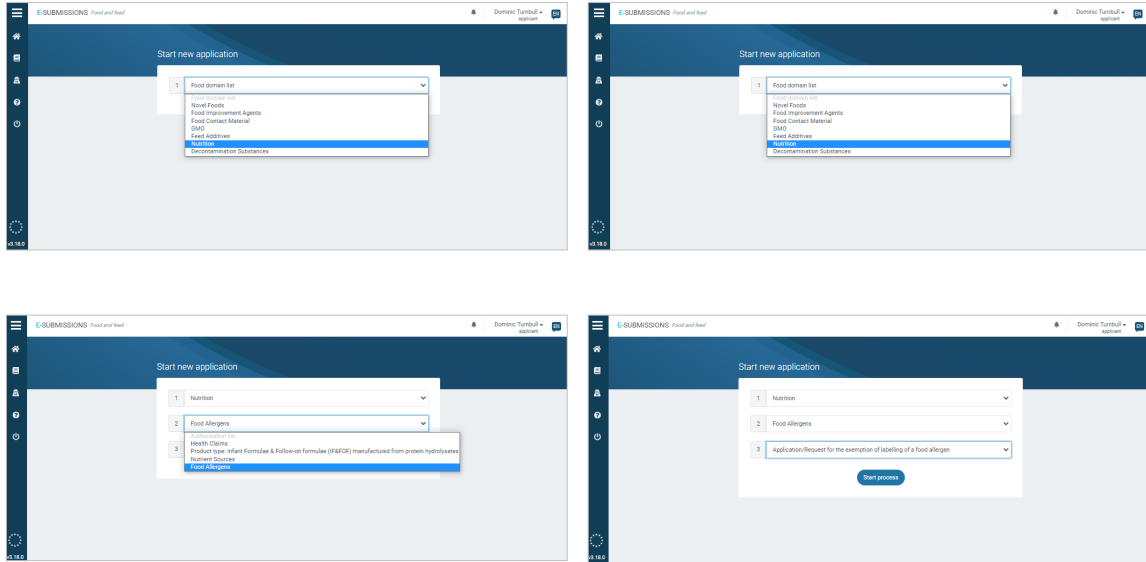 E-SUBMISSIONS Food and feed
Dominic Turnbull
applicant
EN
Start new application
1 Food domain list
Food domain list
Novel Foods
Food Improvement Agents
Food Contact Material
GMO
Feed Additives
Nutrition
Decontamination Substances
v3.18.0
E-SUBMISSIONS Food and feed
Dominic Turnbull
applicant
EN
Start new application
1 Food domain list
Food domain list
Novel Foods
Food Improvement Agents
Food Contact Material
GMO
Feed Additives
Nutrition
Decontamination Substances
v3.18.0
E-SUBMISSIONS Food and feed
Dominic Turnbull
applicant
EN
Start new application
1 Nutrition
2 Food Allergens
Authorisation list
Health Claims
3 Product type: Infant Formulae & Follow-on formulae (IF&FOF) manufactured from protein hydrolysates
Nutrient Sources
Food Allergens
v3.18.0
E-SUBMISSIONS Food and feed
Dominic Turnbull
applicant
EN
Start new application
1 Nutrition
2 Food Allergens
3 Application/Request for the exemption of labelling of a food allergen
Start process
v3.18.0